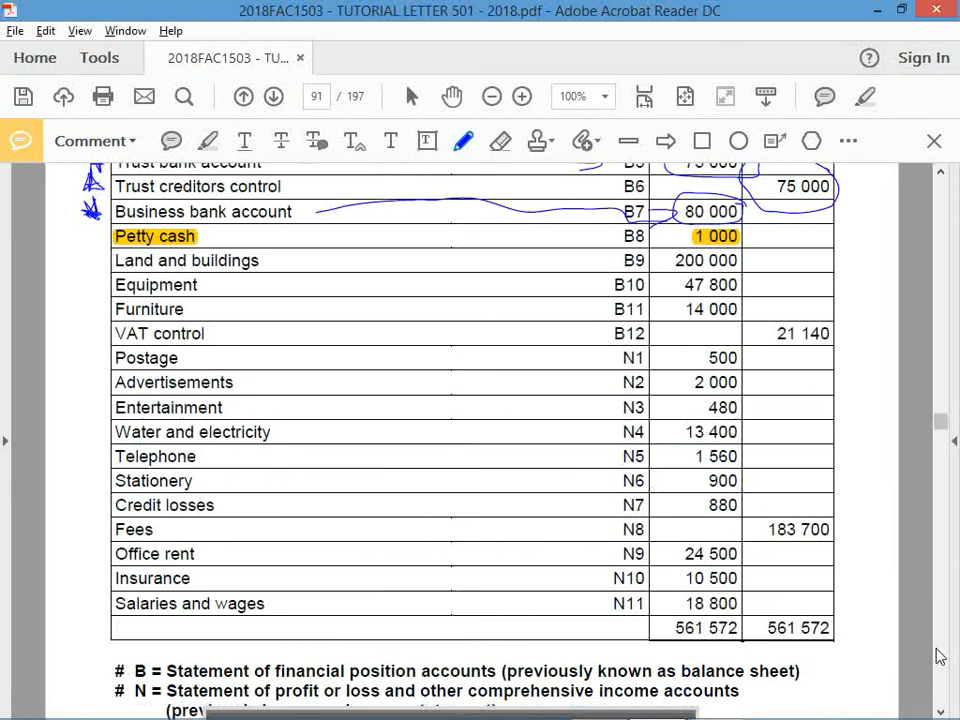 2018FAC1503 - TUTORIAL LETTER 501 - 2018.pdf - Adobe Acrobat Reader DC
File Edit View Window Help
Home Tools 2018FAC1503 - TU... × Sign In
91 / 197 100%
Comment
Trust bank account B5 75 000
Trust creditors control B6 75 000
Business bank account B7 80 000
Petty cash B8 1 000
Land and buildings B9 200 000
Equipment B10 47 800
Furniture B11 14 000
VAT control B12 21 140
Postage N1 500
Advertisements N2 2 000
Entertainment N3 480
Water and electricity N4 13 400
Telephone N5 1 560
Stationery N6 900
Credit losses N7 880
Fees N8 183 700
Office rent N9 24 500
Insurance N10 10 500
Salaries and wages N11 18 800
561 572 561 572
# B = Statement of financial position accounts (previously known as balance sheet)
# N = Statement of profit or loss and other comprehensive income accounts